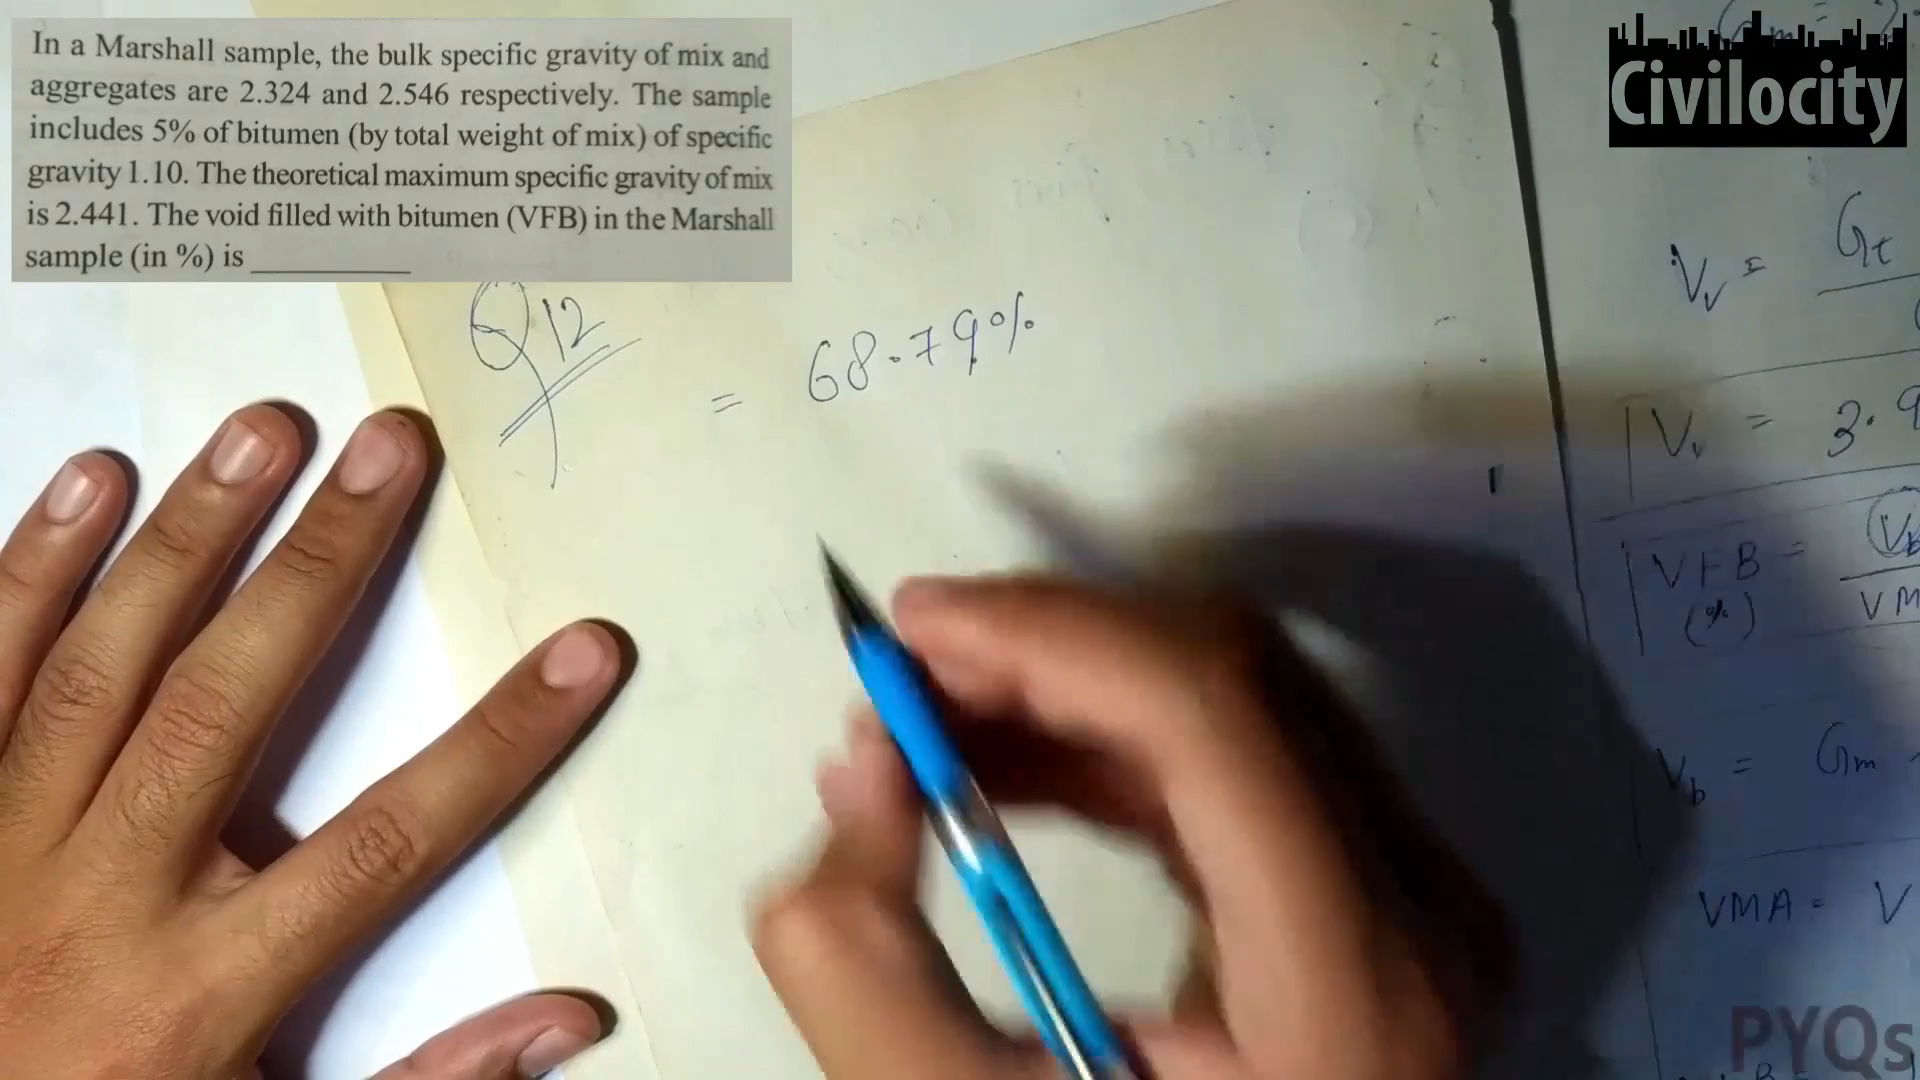 In a Marshall sample, the bulk specific gravity of mix and
aggregates are 2.324 and 2.546 respectively. The sample
includes 5% of bitumen (by total weight of mix) of specific
gravity 1.10. The theoretical maximum specific gravity of mix
is 2.441. The void filled with bitumen (VFB) in the Marshall
sample (in %) is __________
Civilocity
Q12
= 68.79%
Vv = Gt
Vv = 3.9
VFB = Vb
(%) VM
Vb = Gm
VMA = V
PYQs